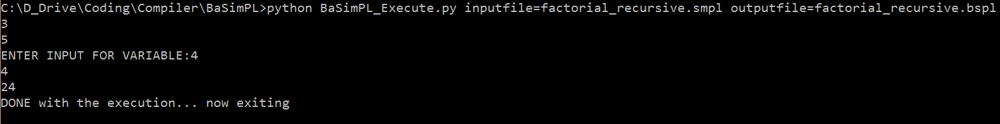 C:\D_Drive\Coding\Compiler\BaSimPL>python BaSimPL_Execute.py inputfile=factorial_recursive.smpl outputfile=factorial_recursive.bspl
3
5
ENTER INPUT FOR VARIABLE:4
4
24
DONE with the execution... now exiting